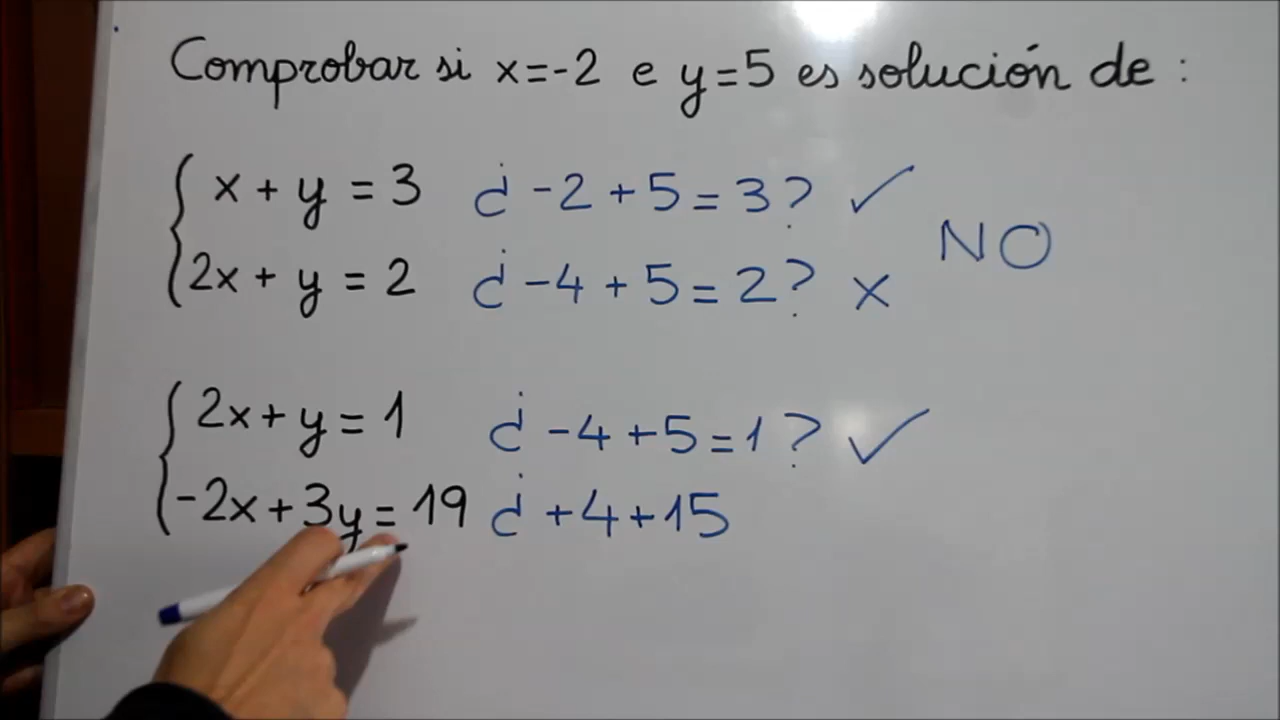 Comprobar si x=-2 e y=5 es solución de :
x + y = 3 ¿ -2 + 5 = 3? ✓
NO
2x + y = 2 ¿ -4 + 5 = 2? x
2x + y = 1 ¿ -4 + 5 = 1? ✓
-2x + 3y = 19 ¿ +4 + 15